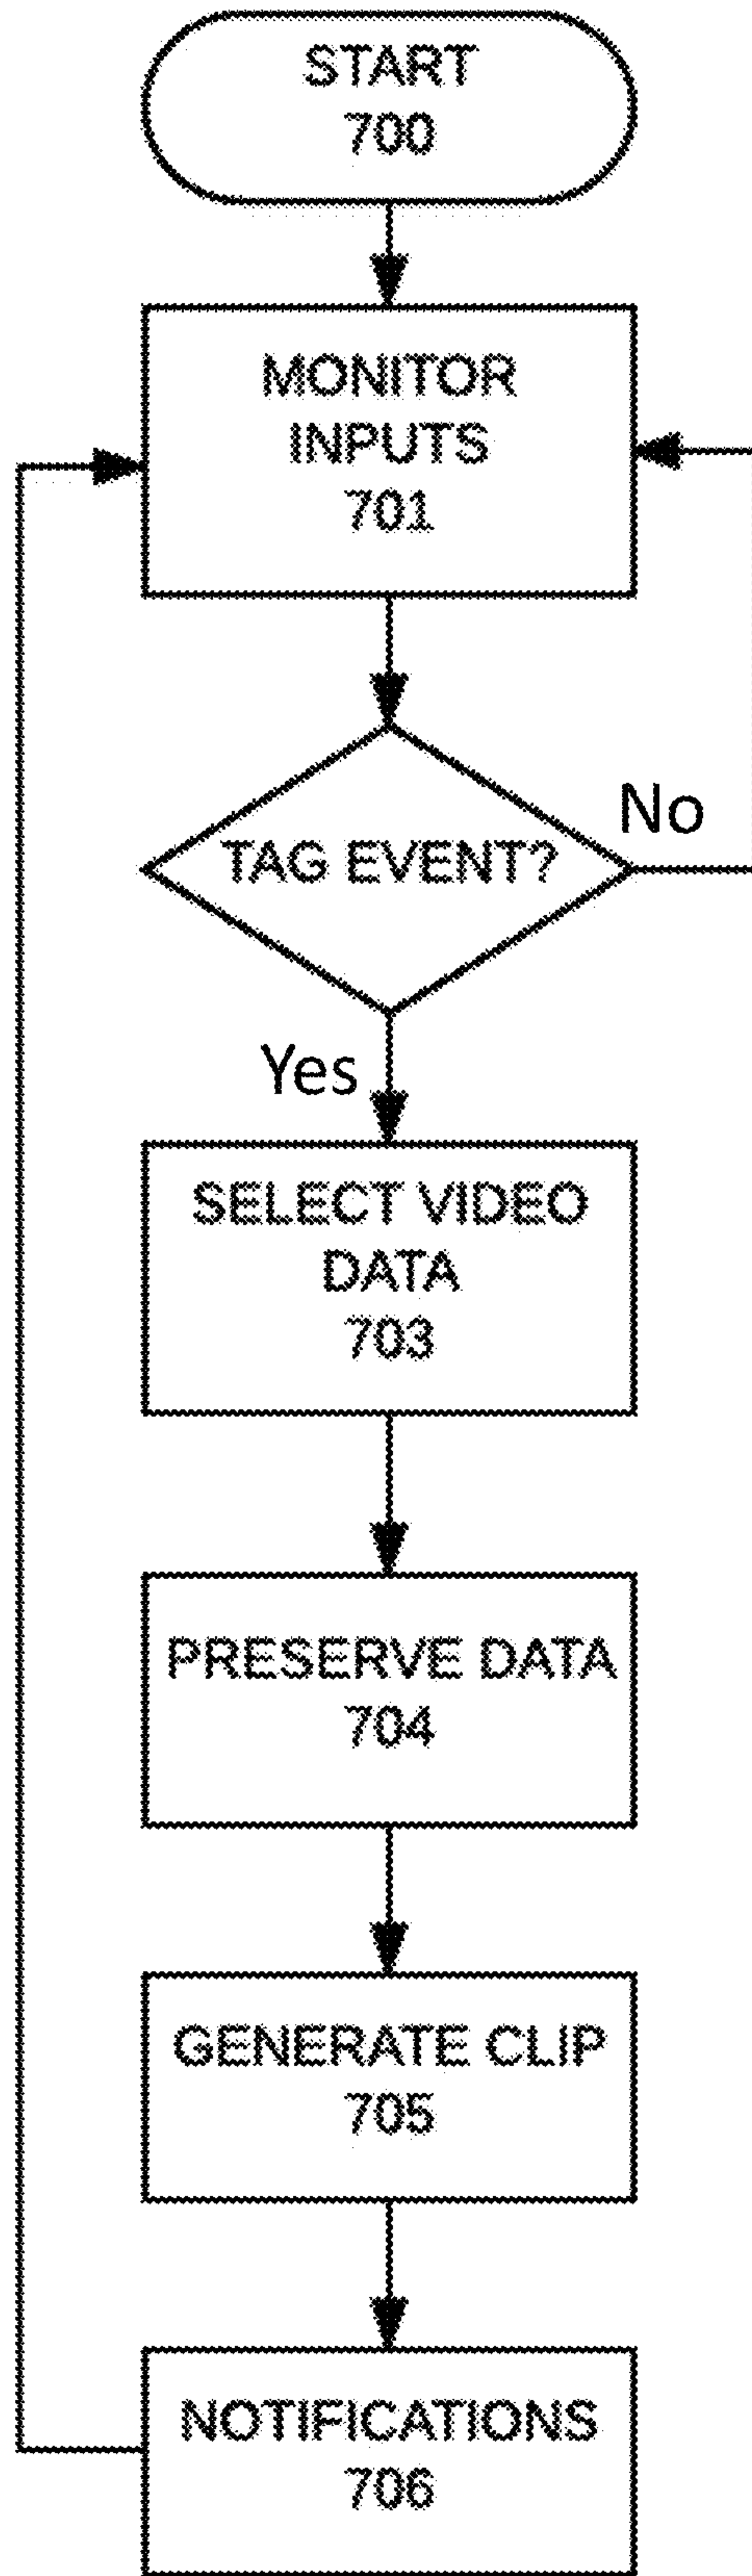 START
700
MONITOR
INPUTS
701
TAG EVENT?
No
Yes
SELECT VIDEO
DATA
703
PRESERVE DATA
704
GENERATE CLIP
705
NOTIFICATIONS
706